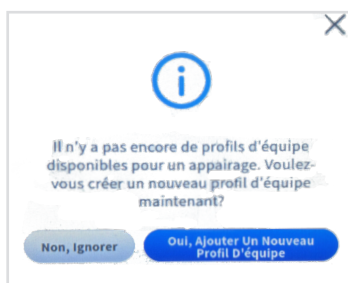 Il n'y a pas encore de profils d'équipe
disponibles pour un appairage. Voulez-
vous créer un nouveau profil d'équipe
maintenant?
Non, Ignorer
Oui, Ajouter Un Nouveau
Profil D'équipe